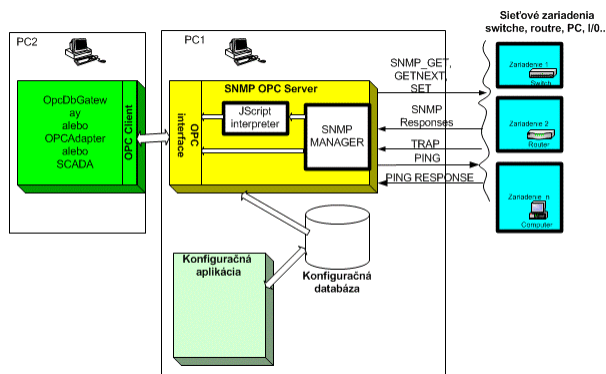 Sieťové zariadenia
switche, routre, PC, I/0..
PC2
PC1
OpcDbGatew
ay
alebo
OPCAdapter
alebo
SCADA
OPC Client
SNMP OPC Server
OPC
interface
JScript
interpreter
SNMP
MANAGER
SNMP_GET,
GETNEXT,
SET
SNMP
Responses
TRAP
PING
PING RESPONSE
Zariadenie 1
Switch
Zariadenie 2
Router
Zariadenie n
Computer
Konfiguračná
aplikácia
Konfiguračná
databáza